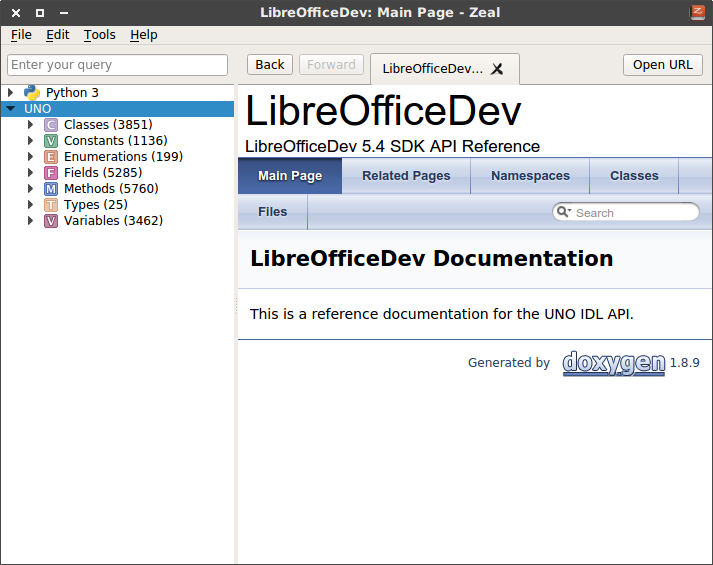 LibreOfficeDev: Main Page - Zeal
File Edit Tools Help
Enter your query
Back Forward LibreOfficeDev... Open URL
Python 3
UNO
C Classes (3851)
V Constants (1136)
E Enumerations (199)
F Fields (5285)
M Methods (5760)
T Types (25)
V Variables (3462)
LibreOfficeDev
LibreOfficeDev 5.4 SDK API Reference
Main Page Related Pages Namespaces Classes
Files Search
LibreOfficeDev Documentation
This is a reference documentation for the UNO IDL API.
Generated by doxygen 1.8.9